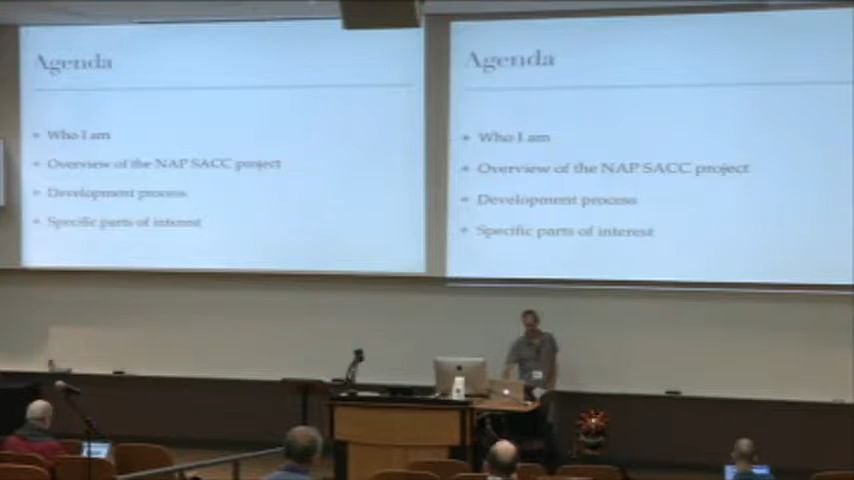 Agenda
Who I am
Overview of the NAP SACC project
Development process
Specific parts of interest
Agenda
Who I am
Overview of the NAP SACC project
Development process
Specific parts of interest